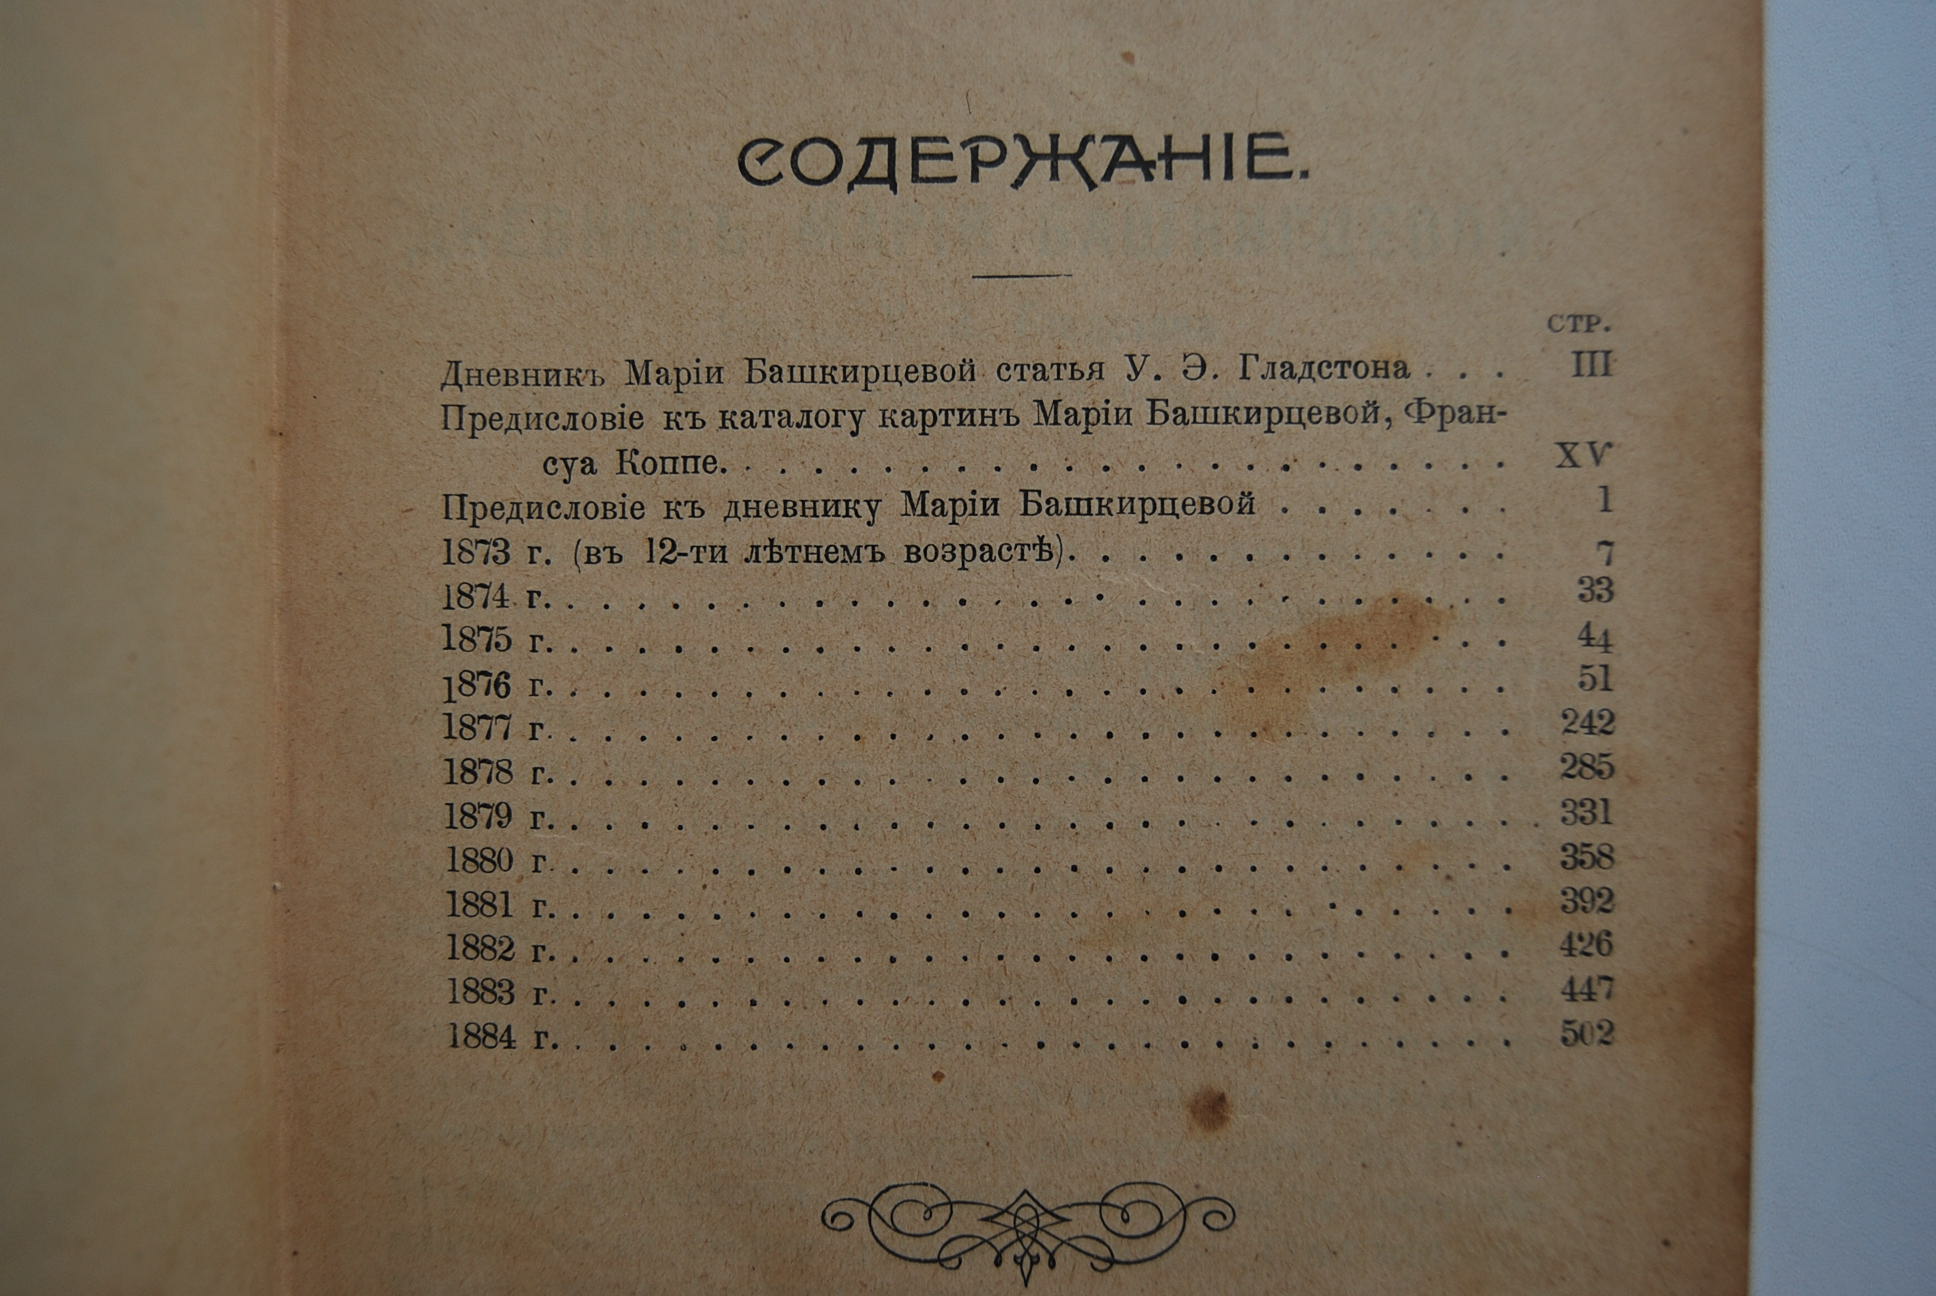 СОДЕРЖАНІЕ.
СТР.
Дневникъ Маріи Башкирцевой статья У. Э. Гладстона . . . III
Предисловіе къ каталогу картинъ Маріи Башкирцевой, Фран-
суа Коппе. . . . . . . . . . . . . . . . . . . . . . . XV
Предисловіе къ дневнику Маріи Башкирцевой . . . . . . . 1
1873 г. (въ 12-ти лѣтнемъ возрастѣ). . . . . . . . . . . . . 7
1874 г. . . . . . . . . . . . . . . . . . . . . . . . . . . . 33
1875 г. . . . . . . . . . . . . . . . . . . . . . . . . . . . 44
1876 г. . . . . . . . . . . . . . . . . . . . . . . . . . . . 51
1877 г. . . . . . . . . . . . . . . . . . . . . . . . . . . . 242
1878 г. . . . . . . . . . . . . . . . . . . . . . . . . . . . 285
1879 г. . . . . . . . . . . . . . . . . . . . . . . . . . . . 331
1880 г. . . . . . . . . . . . . . . . . . . . . . . . . . . . 358
1881 г. . . . . . . . . . . . . . . . . . . . . . . . . . . . 392
1882 г. . . . . . . . . . . . . . . . . . . . . . . . . . . . 426
1883 г. . . . . . . . . . . . . . . . . . . . . . . . . . . . 447
1884 г. . . . . . . . . . . . . . . . . . . . . . . . . . . . 502